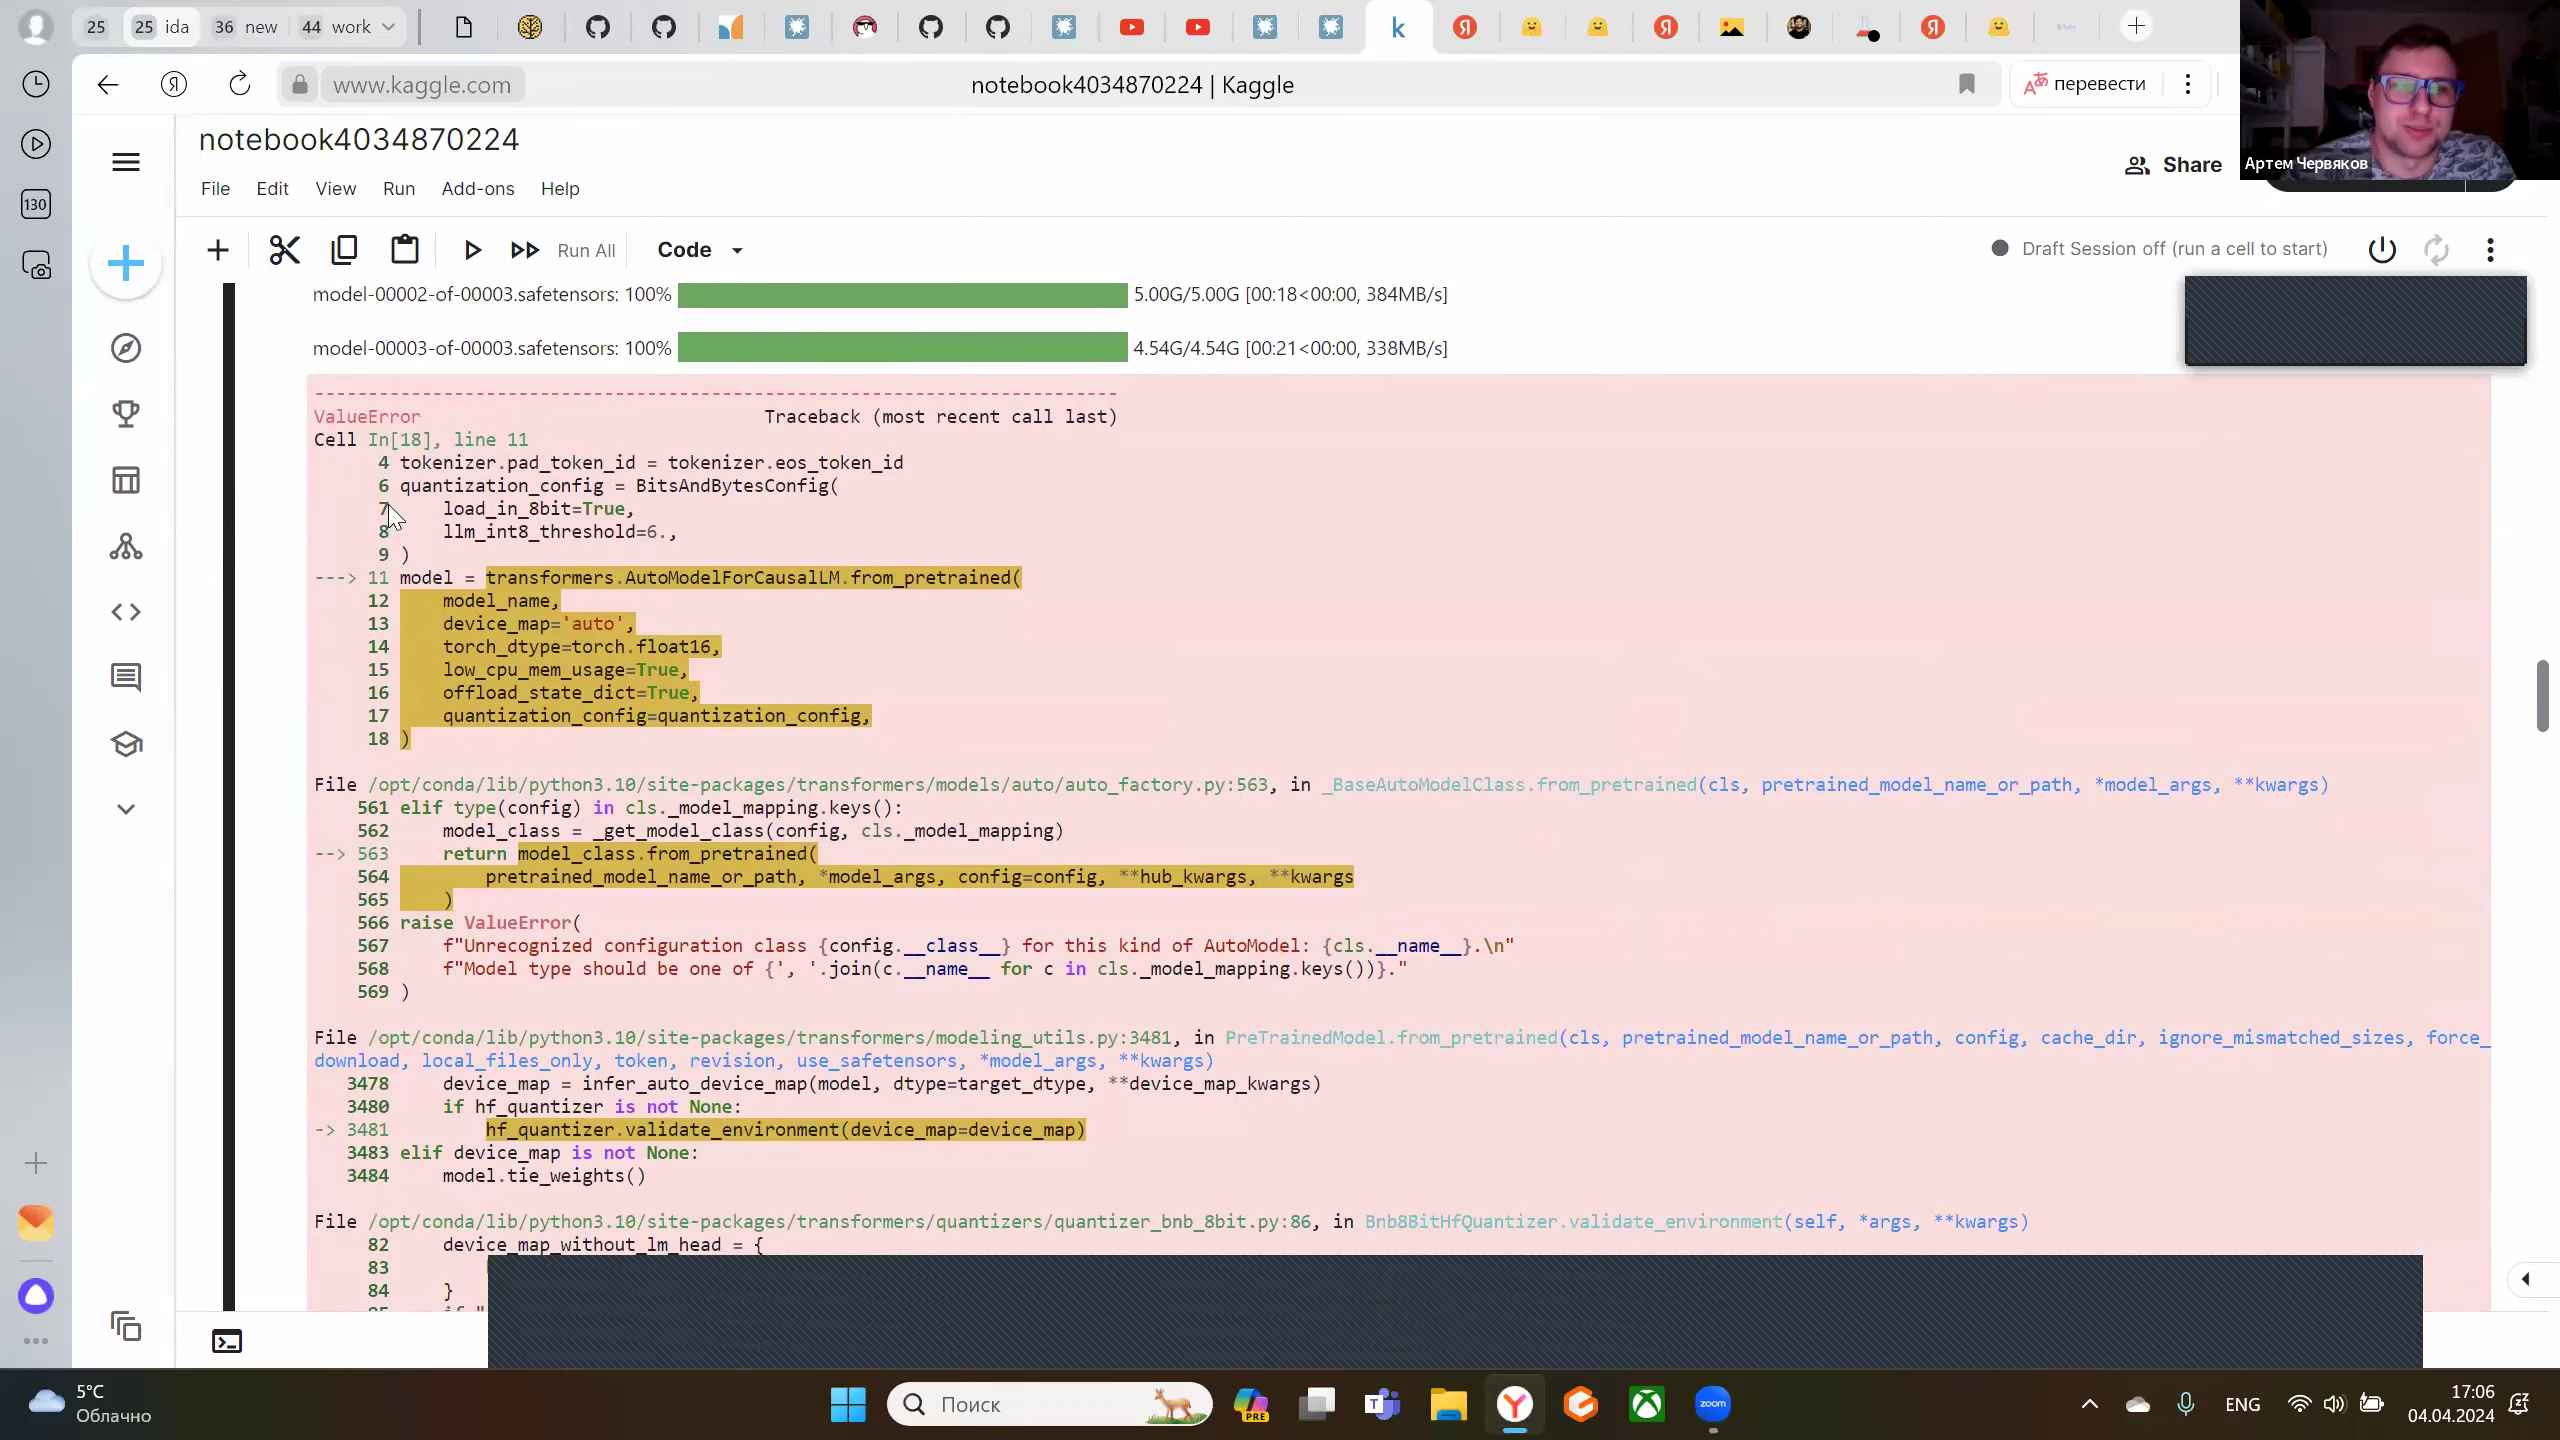 25
25 ida
36 new
44 work
www.kaggle.com
notebook4034870224 | Kaggle
перевести
notebook4034870224
File Edit View Run Add-ons Help
Share
Артем Червяков
130
Run All
Code
Draft Session off (run a cell to start)
model-00002-of-00003.safetensors: 100% 5.00G/5.00G [00:18<00:00, 384MB/s]
model-00003-of-00003.safetensors: 100% 4.54G/4.54G [00:21<00:00, 338MB/s]
---------------------------------------------------------------------------
ValueError Traceback (most recent call last)
Cell In[18], line 11
4 tokenizer.pad_token_id = tokenizer.eos_token_id
6 quantization_config = BitsAndBytesConfig(
7 load_in_8bit=True,
8 llm_int8_threshold=6.,
9 )
---> 11 model = transformers.AutoModelForCausalLM.from_pretrained(
12 model_name,
13 device_map='auto',
14 torch_dtype=torch.float16,
15 low_cpu_mem_usage=True,
16 offload_state_dict=True,
17 quantization_config=quantization_config,
18 )
File /opt/conda/lib/python3.10/site-packages/transformers/models/auto/auto_factory.py:563, in _BaseAutoModelClass.from_pretrained(cls, pretrained_model_name_or_path, *model_args, **kwargs)
561 elif type(config) in cls._model_mapping.keys():
562 model_class = _get_model_class(config, cls._model_mapping)
--> 563 return model_class.from_pretrained(
564 pretrained_model_name_or_path, *model_args, config=config, **hub_kwargs, **kwargs
565 )
566 raise ValueError(
567 f"Unrecognized configuration class {config.__class__} for this kind of AutoModel: {cls.__name__}.\n"
568 f"Model type should be one of {', '.join(c.__name__ for c in cls._model_mapping.keys())}."
569 )
File /opt/conda/lib/python3.10/site-packages/transformers/modeling_utils.py:3481, in PreTrainedModel.from_pretrained(cls, pretrained_model_name_or_path, config, cache_dir, ignore_mismatched_sizes, force_
download, local_files_only, token, revision, use_safetensors, *model_args, **kwargs)
3478 device_map = infer_auto_device_map(model, dtype=target_dtype, **device_map_kwargs)
3480 if hf_quantizer is not None:
-> 3481 hf_quantizer.validate_environment(device_map=device_map)
3483 elif device_map is not None:
3484 model.tie_weights()
File /opt/conda/lib/python3.10/site-packages/transformers/quantizers/quantizer_bnb_8bit.py:86, in Bnb8BitHfQuantizer.validate_environment(self, *args, **kwargs)
82 device_map_without_lm_head = {
83
84 }
5°C
Облачно
Поиск
PRE
zoom
ENG
17:06
04.04.2024